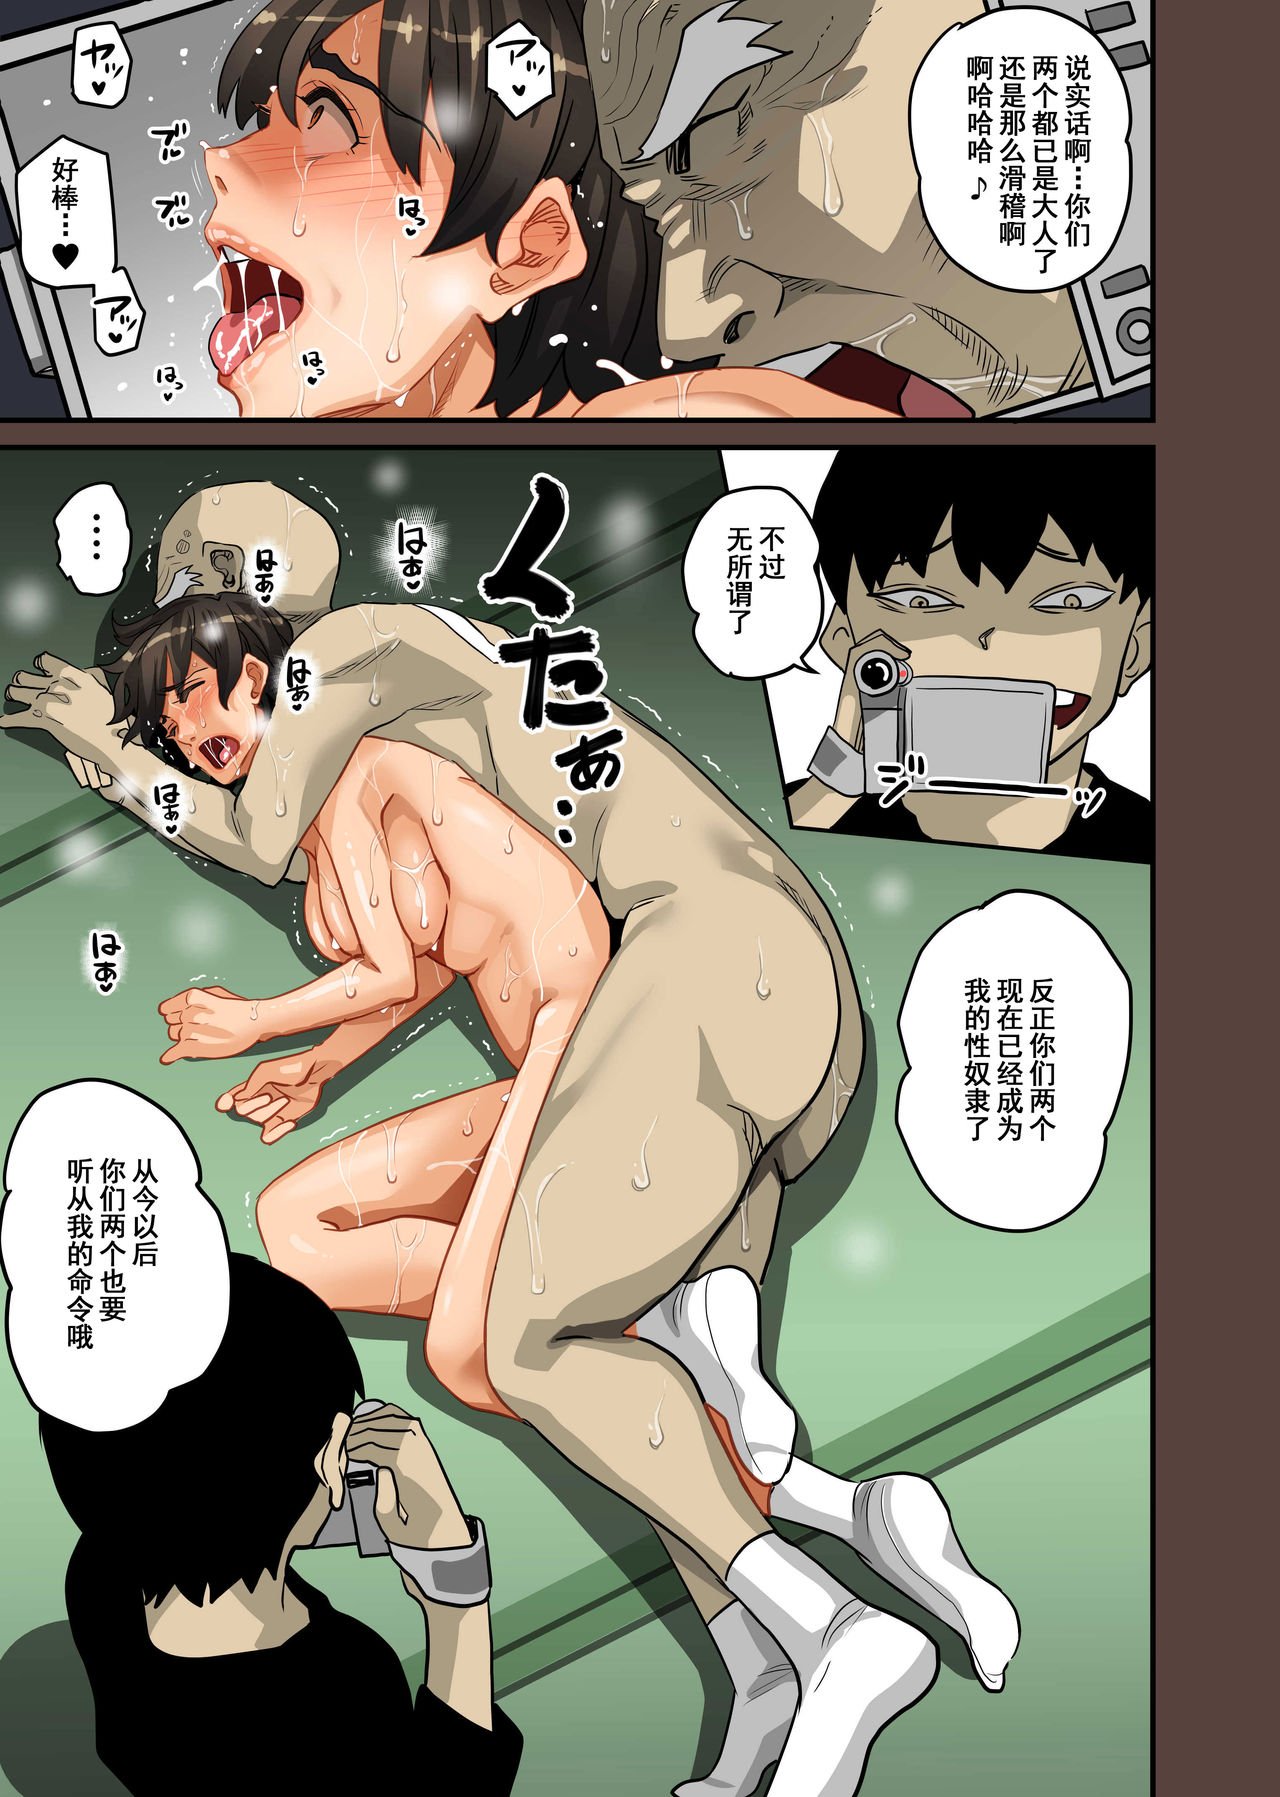 说实话啊…你们
两个都已是大人了
还是那么滑稽啊
啊哈哈哈♪
アッ♥
ヤッ♥
好棒…♥
アッ♥
ズル
ズル
はっ♥
はっ♥
はっ♥
不过
无所谓了
ジーーッ
くたぁ…
はぁ♥
はぁ♥
はぁ♥
はぁ♥
はぁ♥
…
反正你们两个
现在已经成为
我的性奴隶了
从今以后
你们两个也要
听从我的命令哦